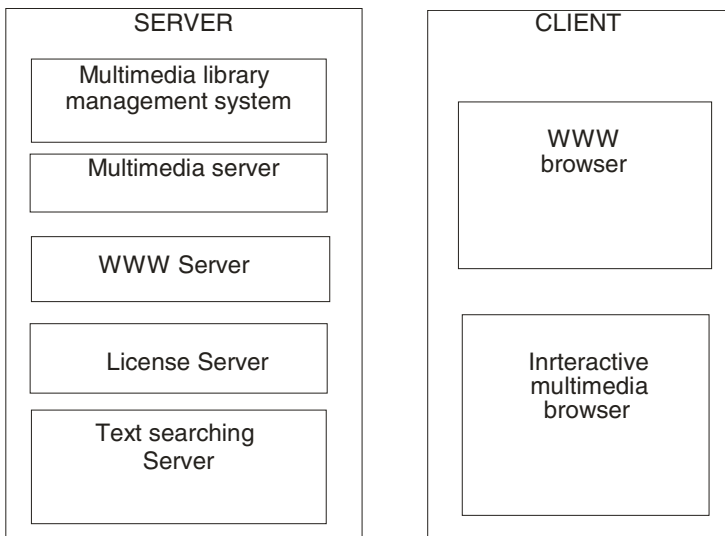 SERVER
Multimedia library
management system
Multimedia server
WWW Server
License Server
Text searching
Server
CLIENT
WWW
browser
Inrteractive
multimedia
browser